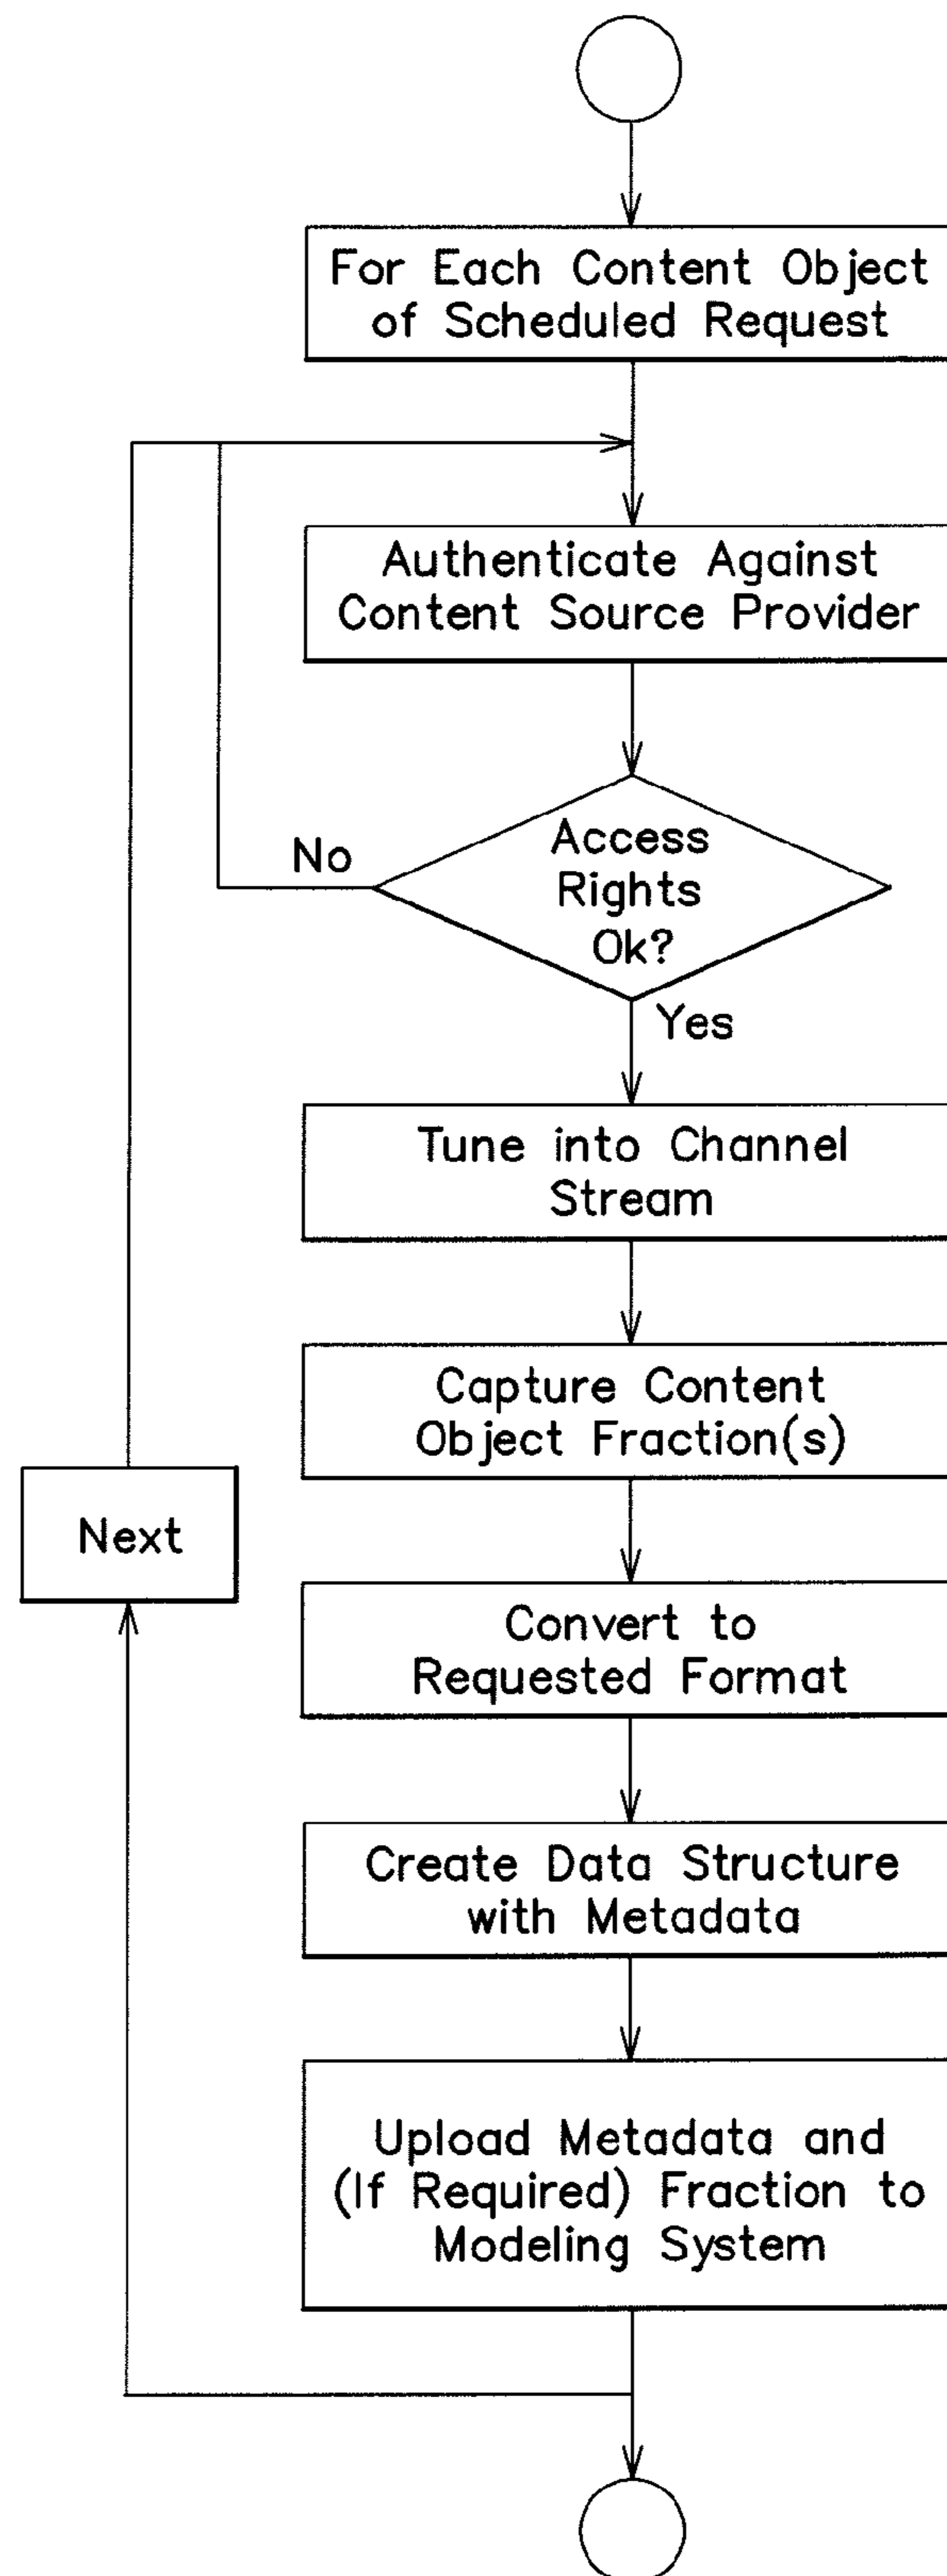 For Each Content Object
of Scheduled Request
Authenticate Against
Content Source Provider
Access
Rights
Ok?
No
Yes
Tune into Channel
Stream
Capture Content
Object Fraction(s)
Next
Convert to
Requested Format
Create Data Structure
with Metadata
Upload Metadata and
(If Required) Fraction to
Modeling System